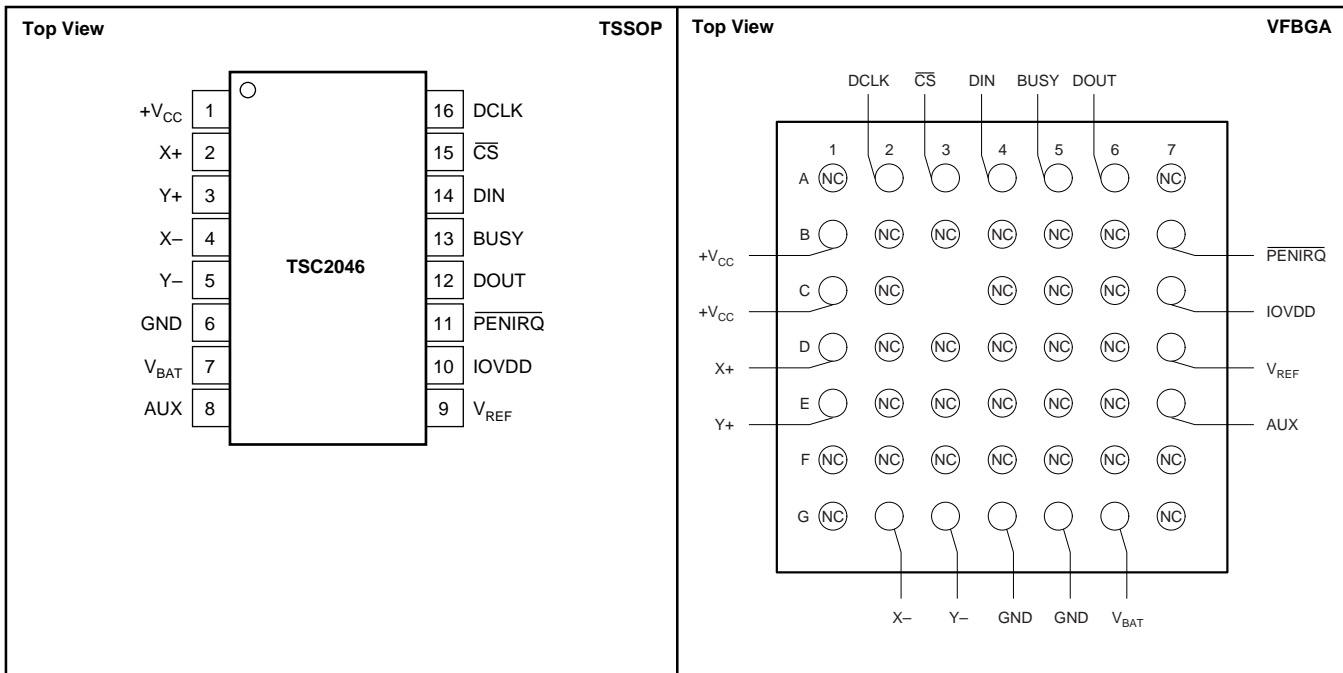 Top View TSSOP
+VCC 1 16 DCLK
X+ 2 15 C̅S̅
Y+ 3 14 DIN
X– 4 13 BUSY
TSC2046
Y– 5 12 DOUT
GND 6 11 P̅E̅N̅I̅R̅Q̅
VBAT 7 10 IOVDD
AUX 8 9 VREF
Top View VFBGA
DCLK C̅S̅ DIN BUSY DOUT
1 2 3 4 5 6 7
A NC NC
B NC NC NC NC NC
+VCC P̅E̅N̅I̅R̅Q̅
C NC NC NC NC
+VCC IOVDD
D NC NC NC NC NC
X+ VREF
E NC NC NC NC NC
Y+ AUX
F NC NC NC NC NC NC NC
G NC NC
X– Y– GND GND VBAT